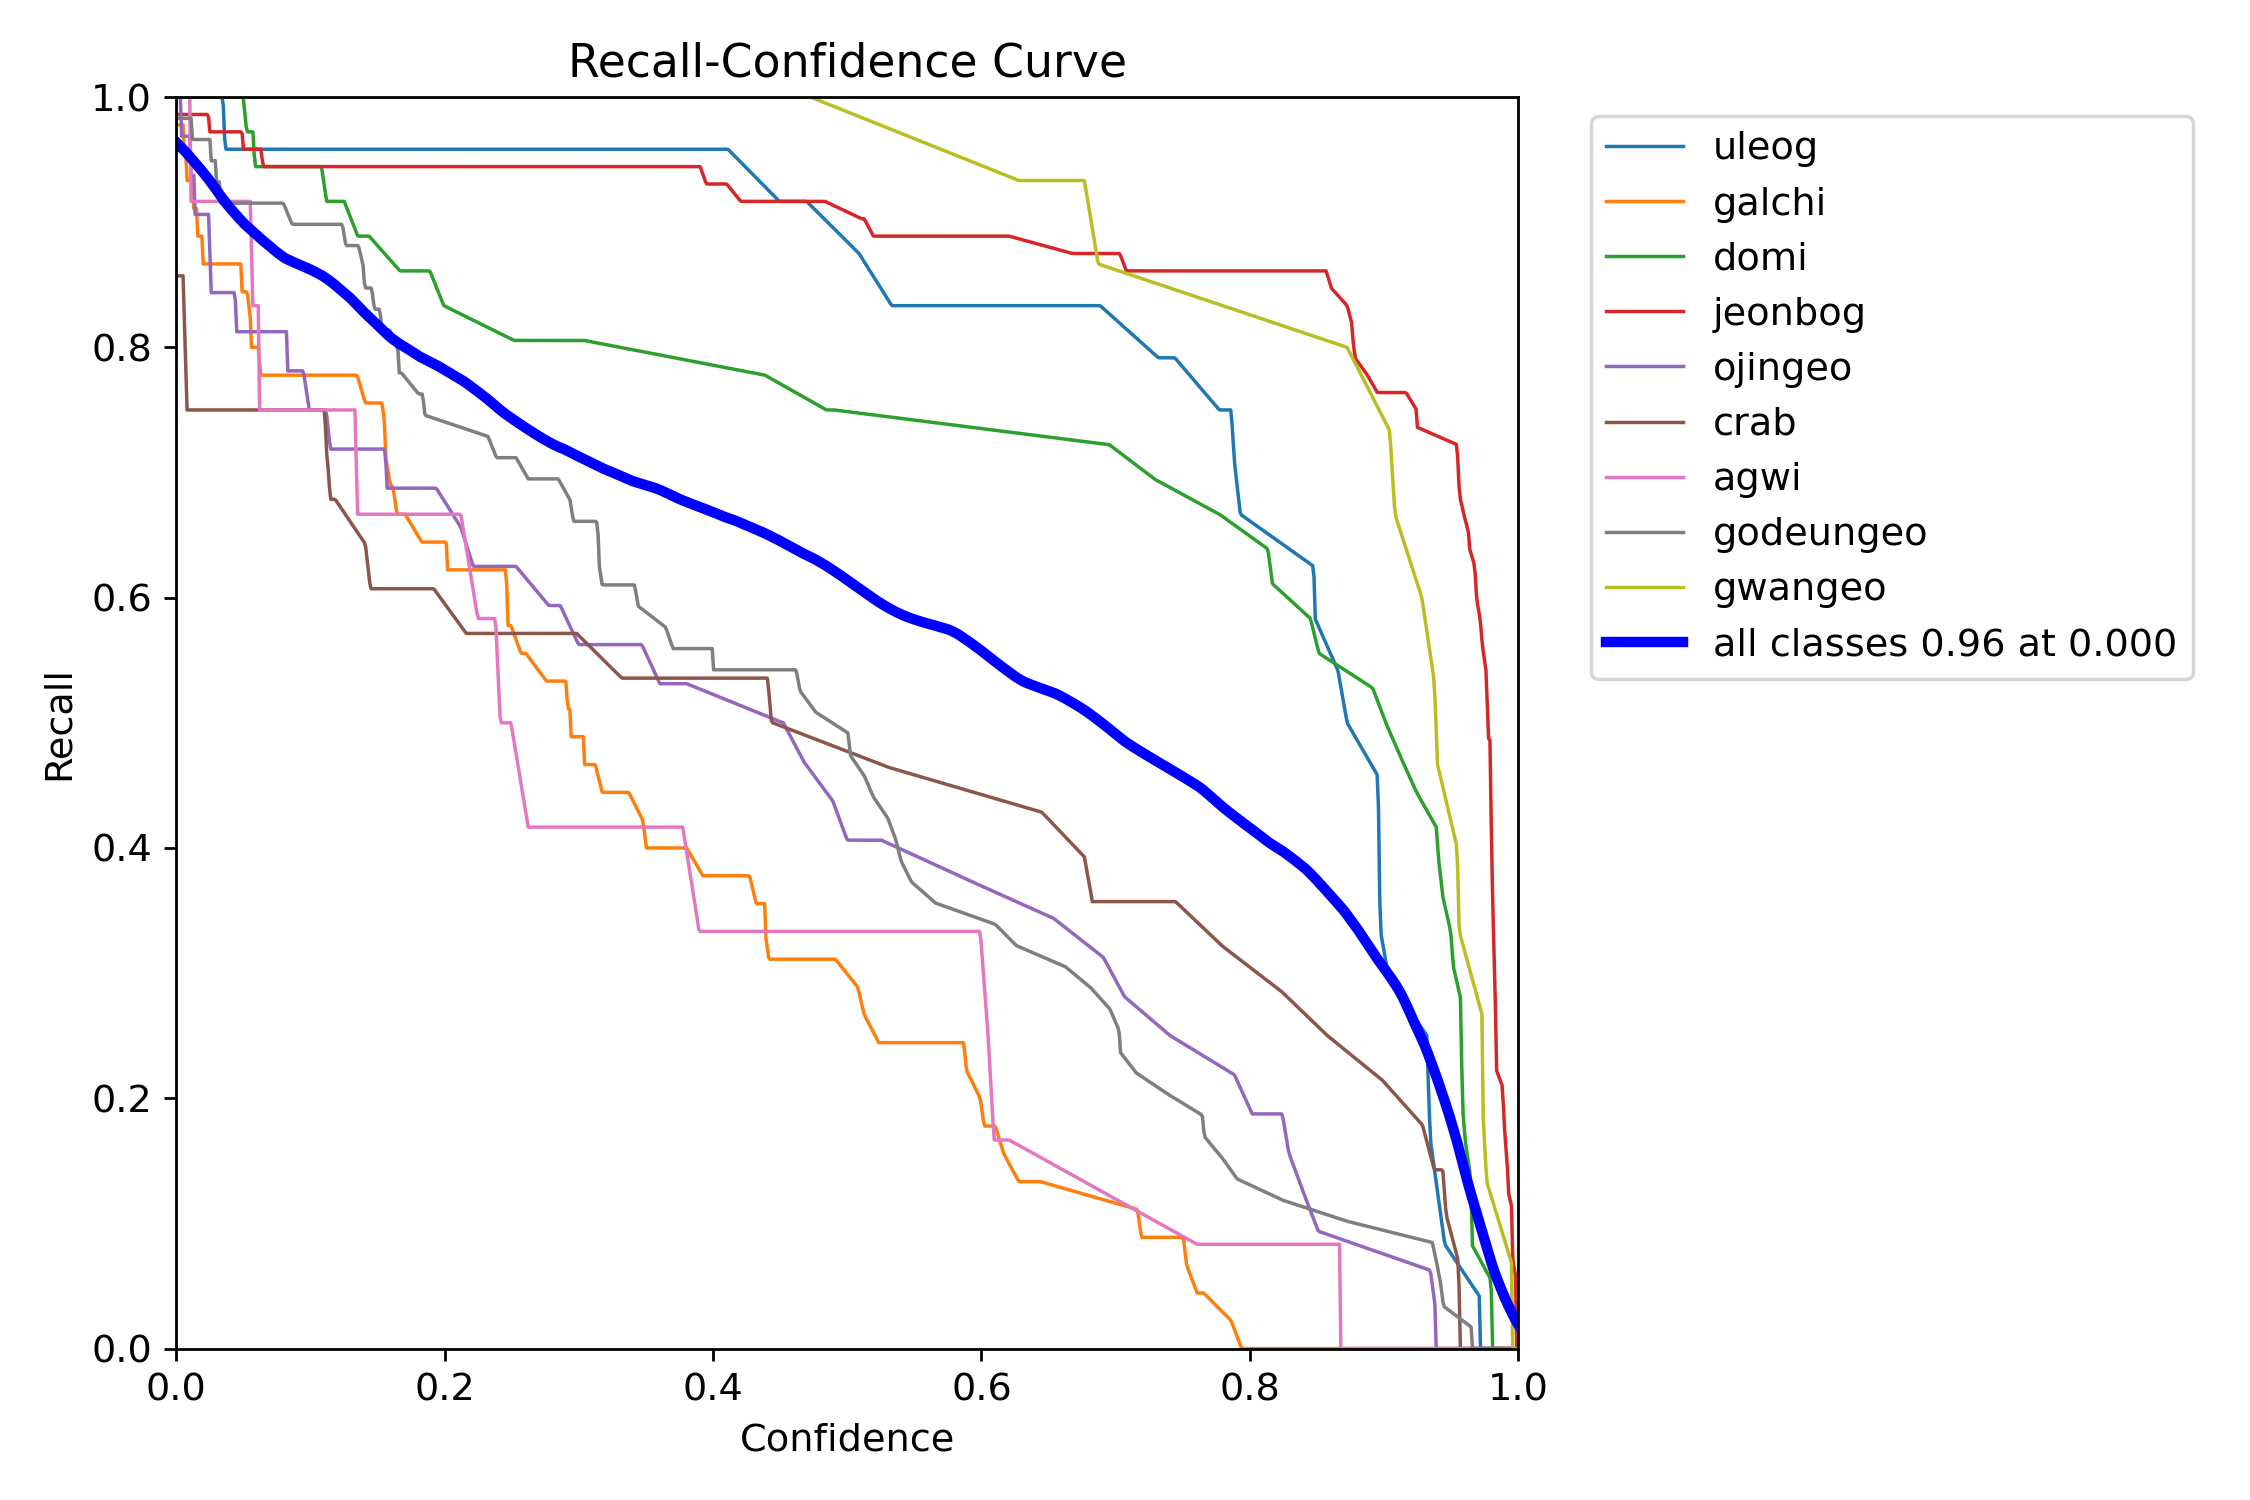 Recall-Confidence Curve
1.0
0.8
0.6
0.4
0.2
0.0
Recall
0.0 0.2 0.4 0.6 0.8 1.0
Confidence
uleog
galchi
domi
jeonbog
ojingeo
crab
agwi
godeungeo
gwangeo
all classes 0.96 at 0.000